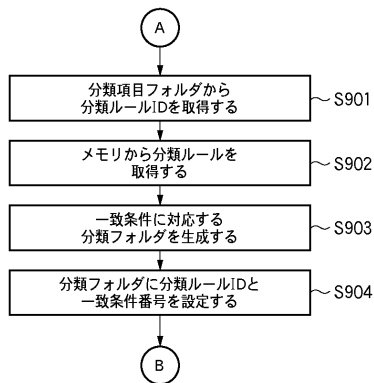 A
分類項目フォルダから
分類ルールIDを取得する
S901
メモリから分類ルールを
取得する
S902
一致条件に対応する
分類フォルダを生成する
S903
分類フォルダに分類ルールIDと
一致条件番号を設定する
S904
B